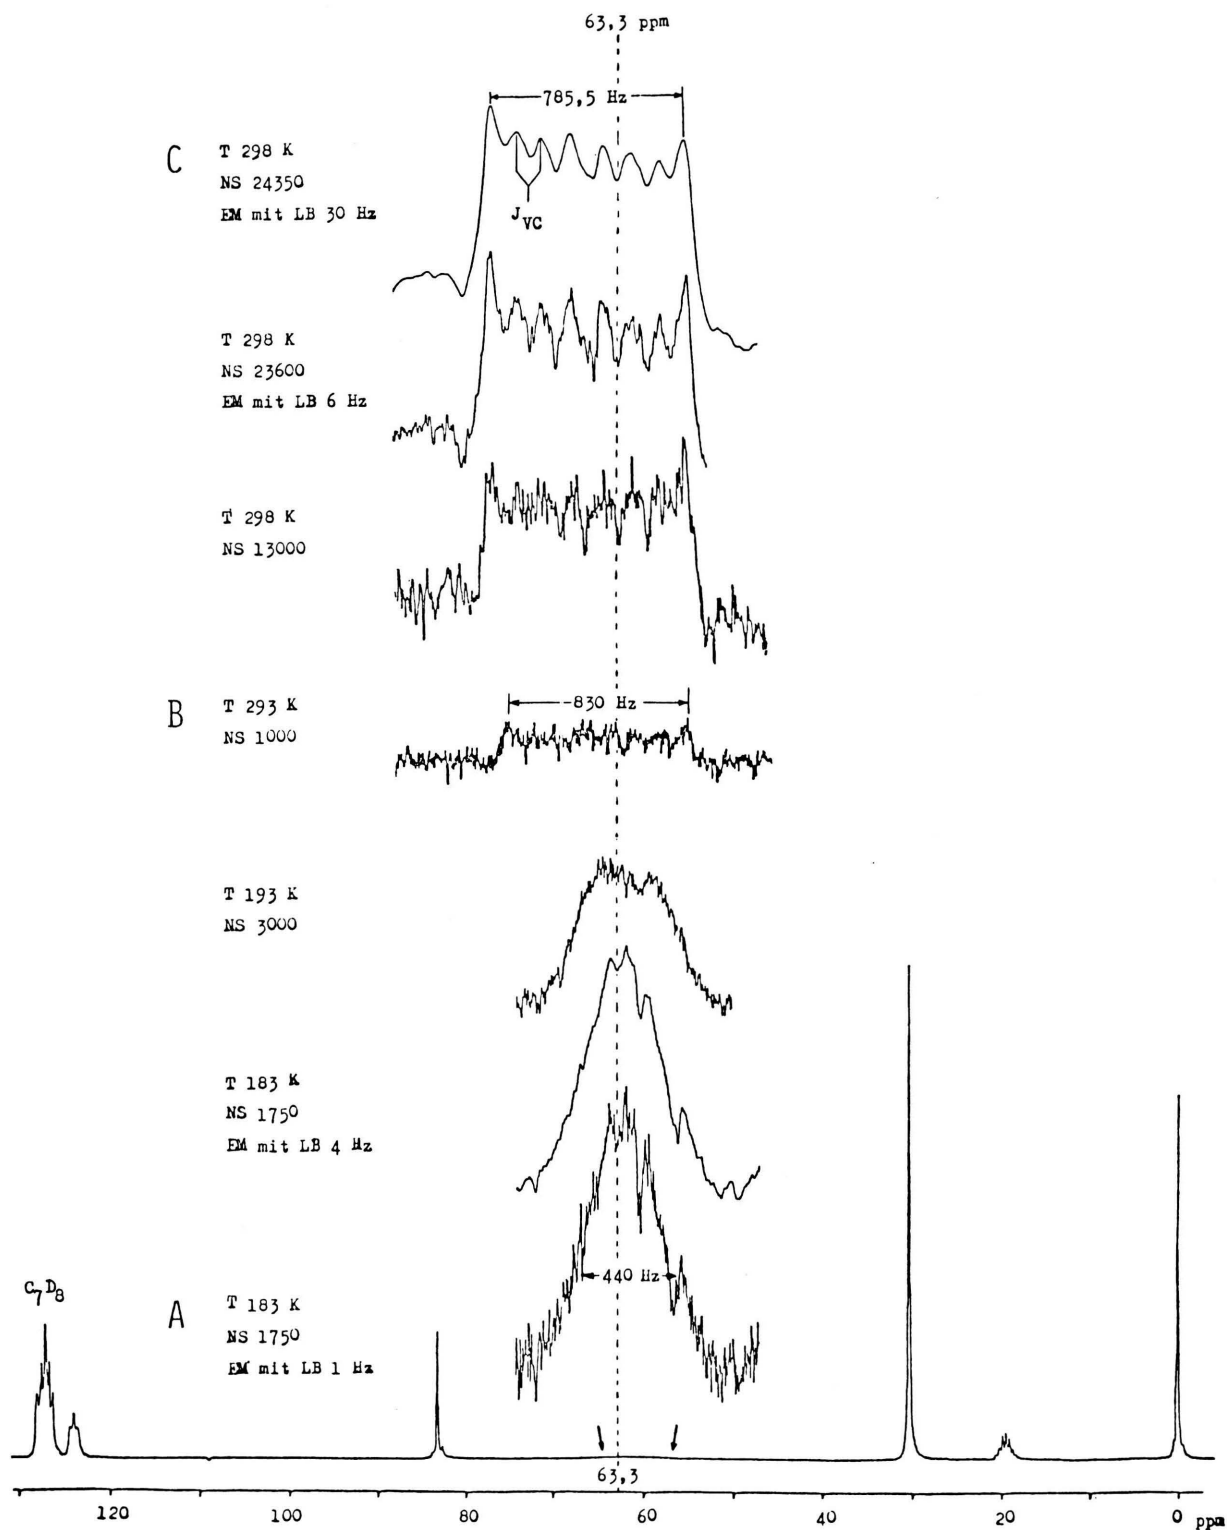 63,3 ppm
785,5 Hz
C
T 298 K
NS 24350
EM mit LB 30 Hz
JVC
T 298 K
NS 23600
EM mit LB 6 Hz
T 298 K
NS 13000
B
T 293 K
NS 1000
830 Hz
T 193 K
NS 3000
T 183 K
NS 1750
EM mit LB 4 Hz
440 Hz
C7D8
A
T 183 K
NS 1750
EM mit LB 1 Hz
63,3
120 100 80 60 40 20 0 ppm